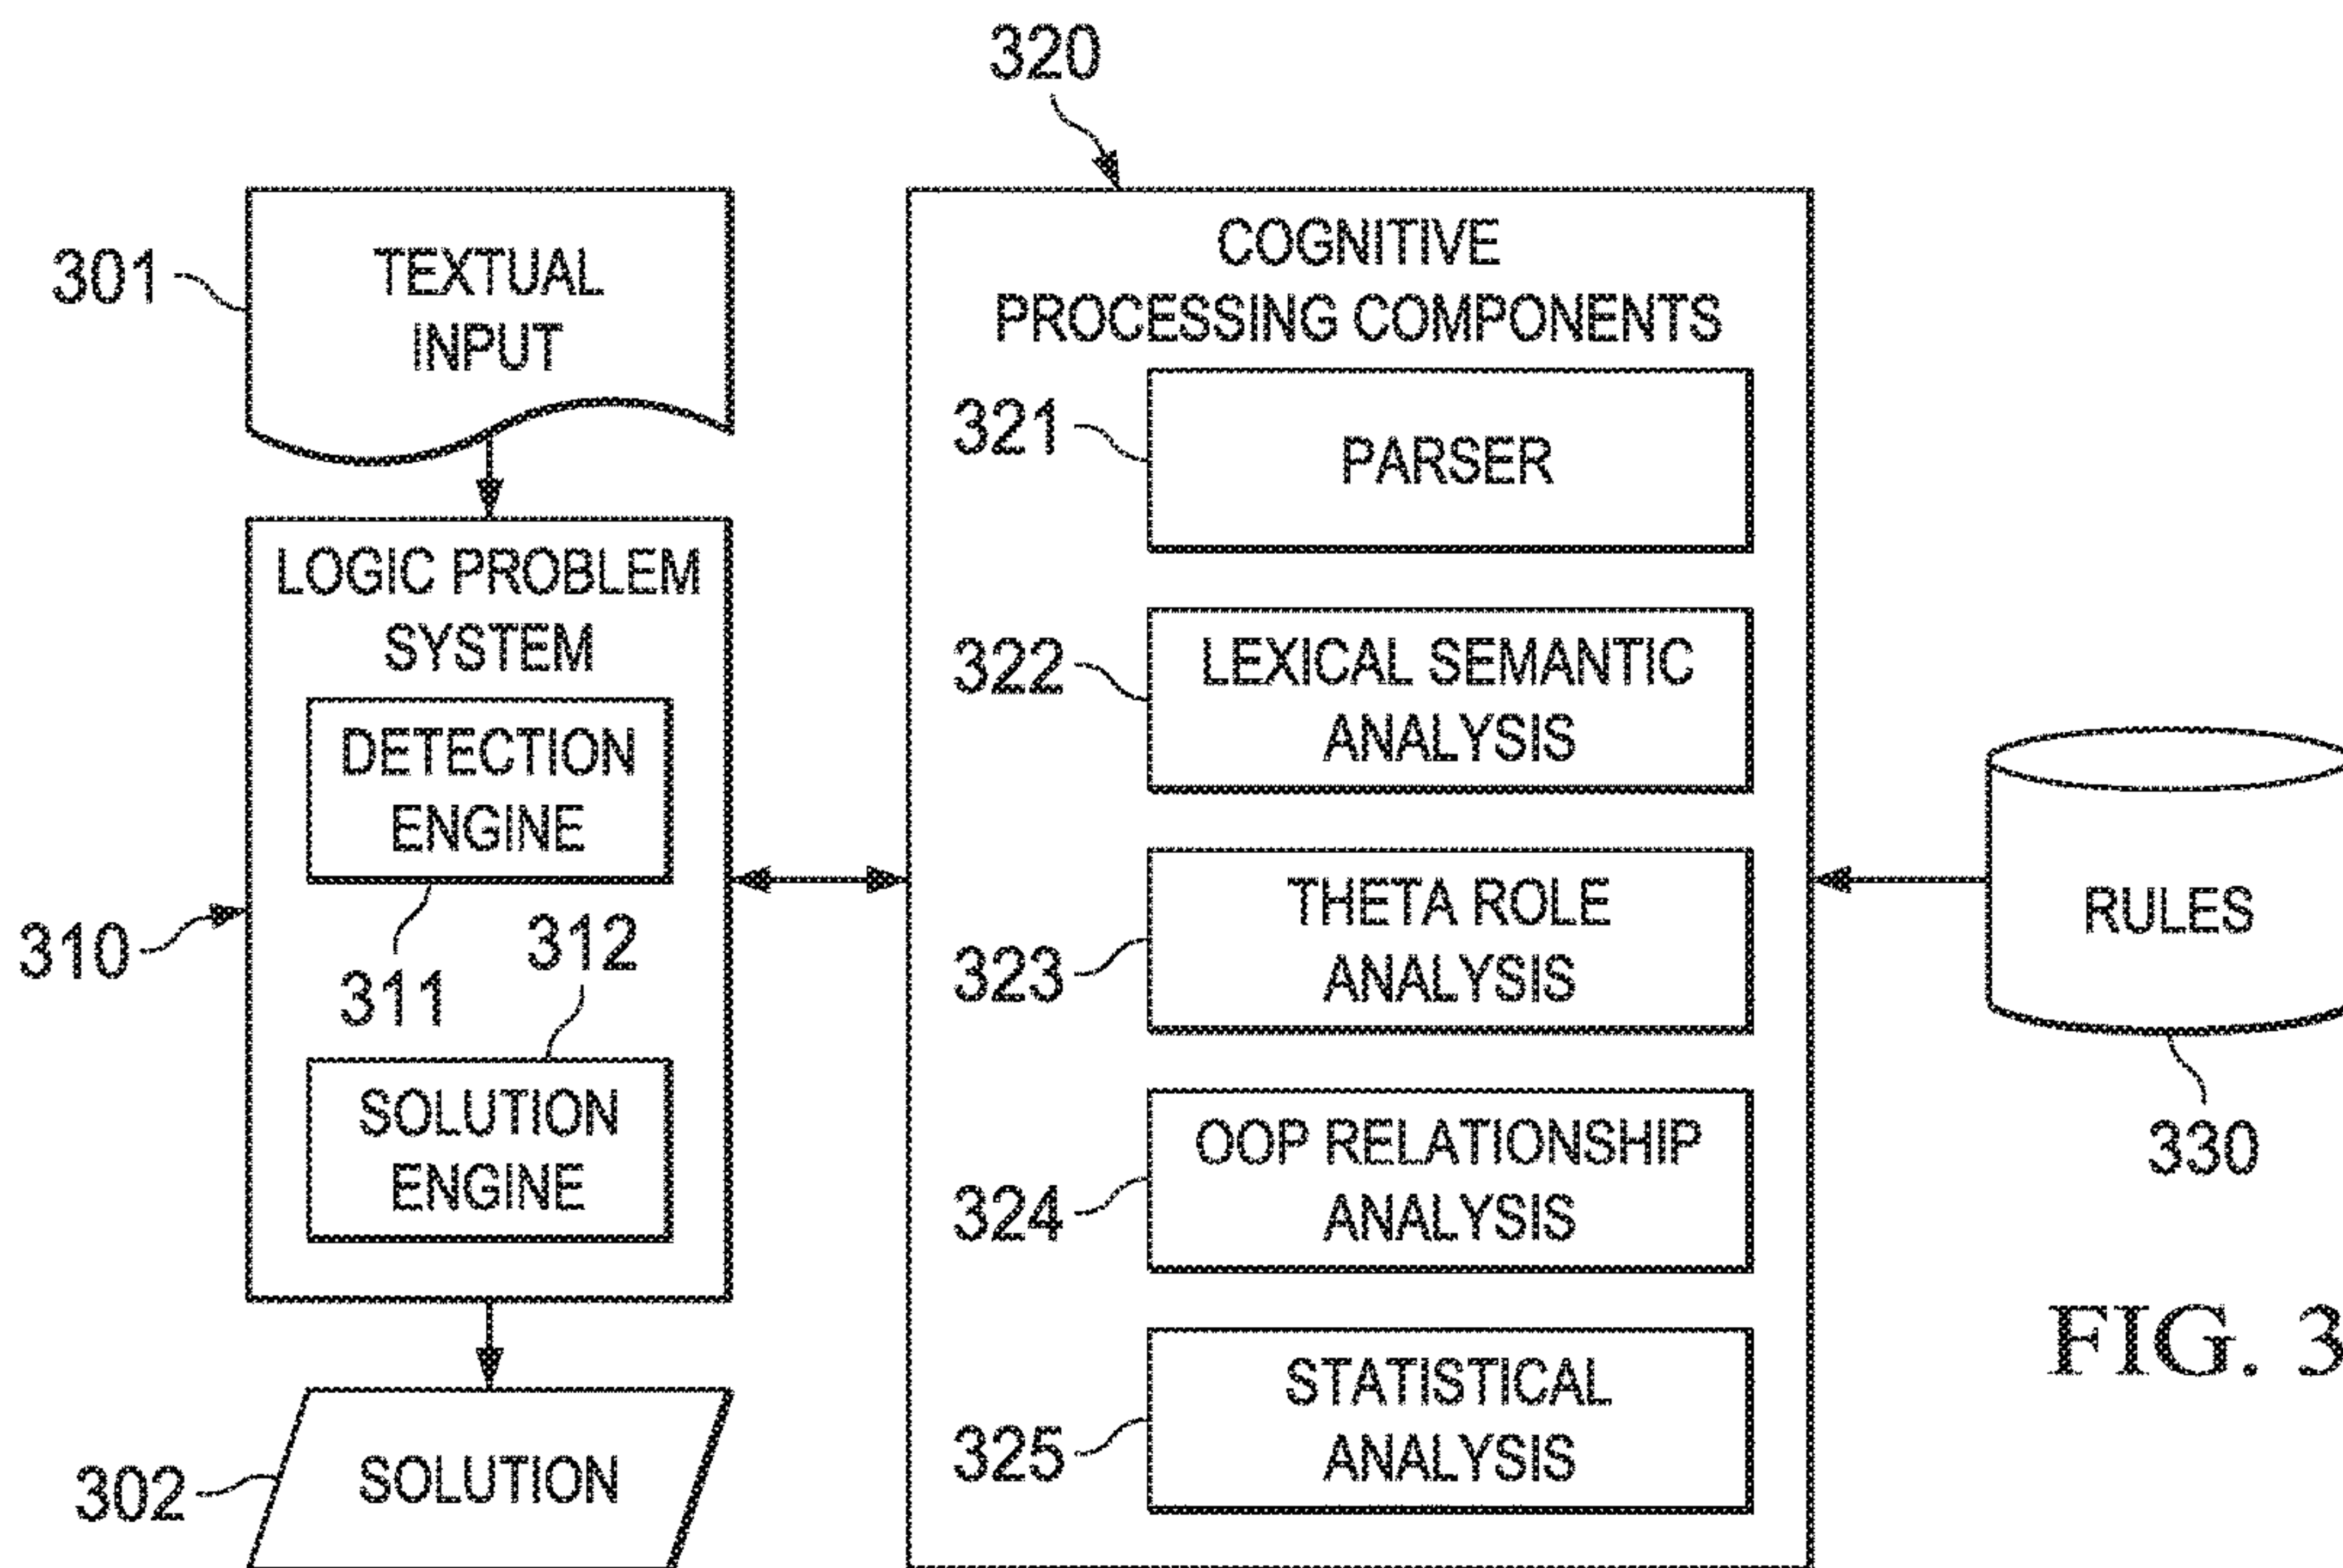 320
301
TEXTUAL
INPUT
COGNITIVE
PROCESSING COMPONENTS
321
PARSER
LOGIC PROBLEM
SYSTEM
322
LEXICAL SEMANTIC
ANALYSIS
DETECTION
ENGINE
310
311
312
323
THETA ROLE
ANALYSIS
RULES
330
SOLUTION
ENGINE
324
OOP RELATIONSHIP
ANALYSIS
FIG. 3
302
SOLUTION
325
STATISTICAL
ANALYSIS